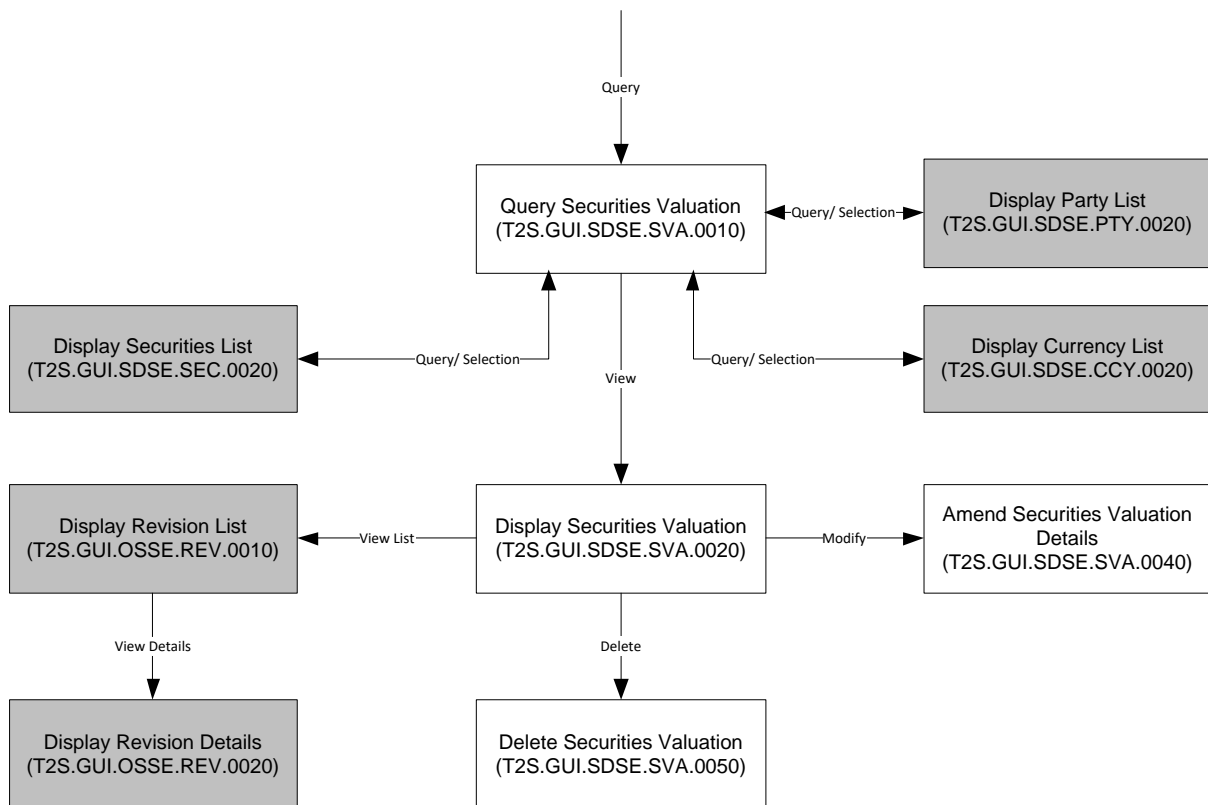 Query
Query Securities Valuation
(T2S.GUI.SDSE.SVA.0010)
Query/ Selection
Display Party List
(T2S.GUI.SDSE.PTY.0020)
Display Securities List
(T2S.GUI.SDSE.SEC.0020)
Query/ Selection
Query/ Selection
Display Currency List
(T2S.GUI.SDSE.CCY.0020)
View
Display Revision List
(T2S.GUI.OSSE.REV.0010)
View List
Display Securities Valuation
(T2S.GUI.SDSE.SVA.0020)
Modify
Amend Securities Valuation
Details
(T2S.GUI.SDSE.SVA.0040)
View Details
Delete
Display Revision Details
(T2S.GUI.OSSE.REV.0020)
Delete Securities Valuation
(T2S.GUI.SDSE.SVA.0050)